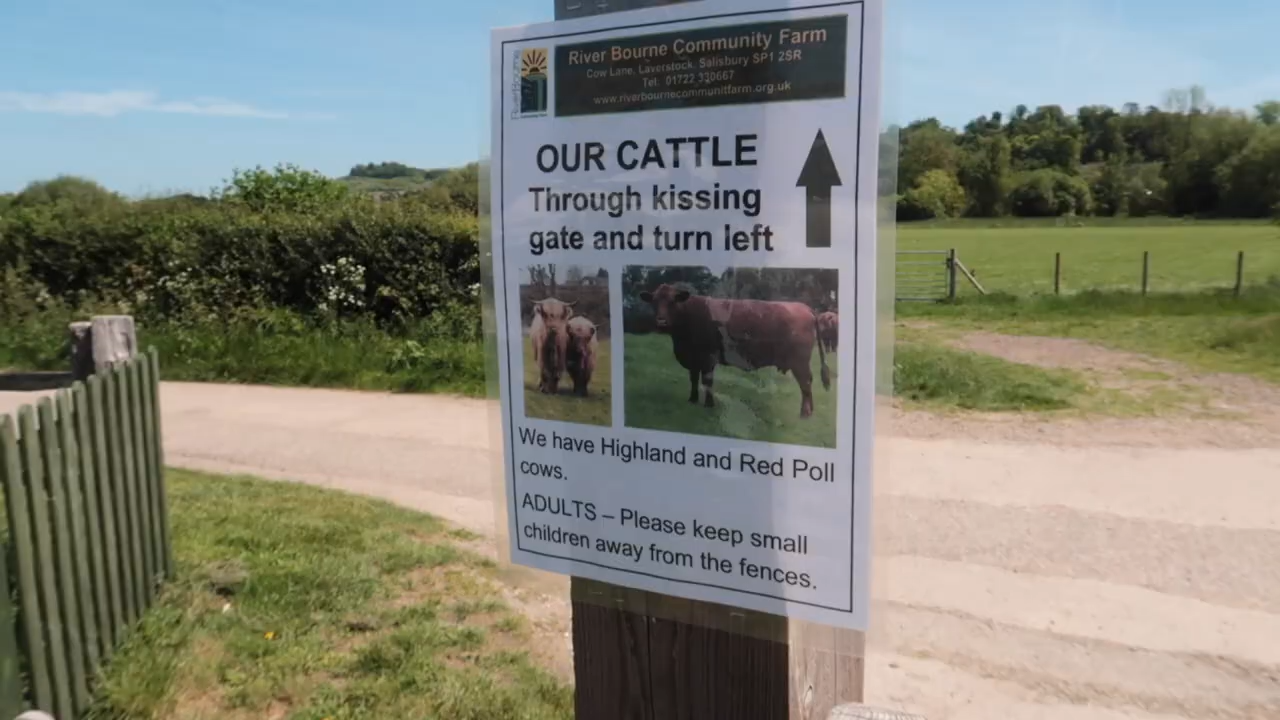 River Bourne Community Farm
Cow Lane, Laverstock, Salisbury SP1 2SR
Tel: 01722 330667
www.riverbournecommunityfarm.org.uk
RiverBourne
OUR CATTLE
Through kissing
gate and turn left
We have Highland and Red Poll
cows.
ADULTS – Please keep small
children away from the fences.